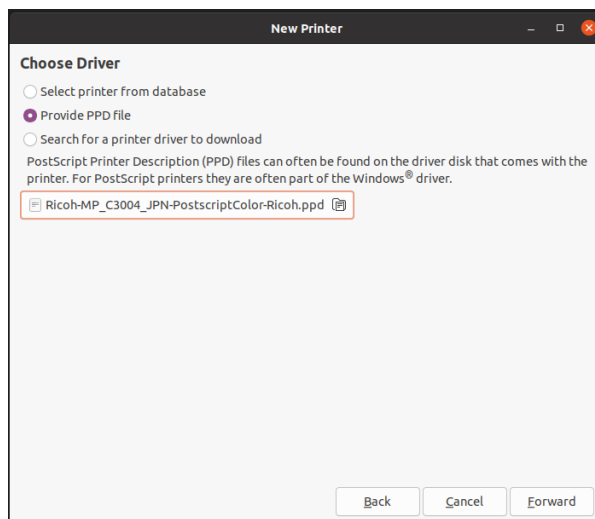 New Printer
Choose Driver
Select printer from database
Provide PPD file
Search for a printer driver to download
PostScript Printer Description (PPD) files can often be found on the driver disk that comes with the
printer. For PostScript printers they are often part of the Windows® driver.
Ricoh-MP_C3004_JPN-PostscriptColor-Ricoh.ppd
Back Cancel Forward